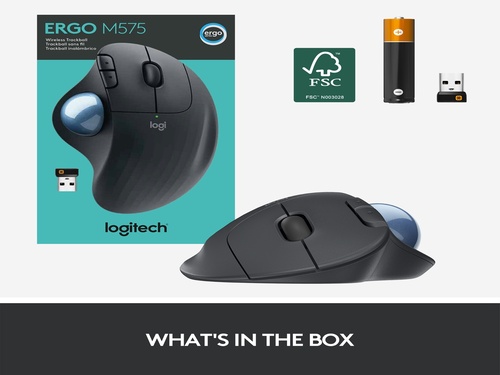 ERGO M575
Wireless Trackball
Trackball sans fil
Trackball inalámbrico
ergo
logi
logitech
FSC
FSC® N003028
WHAT'S IN THE BOX